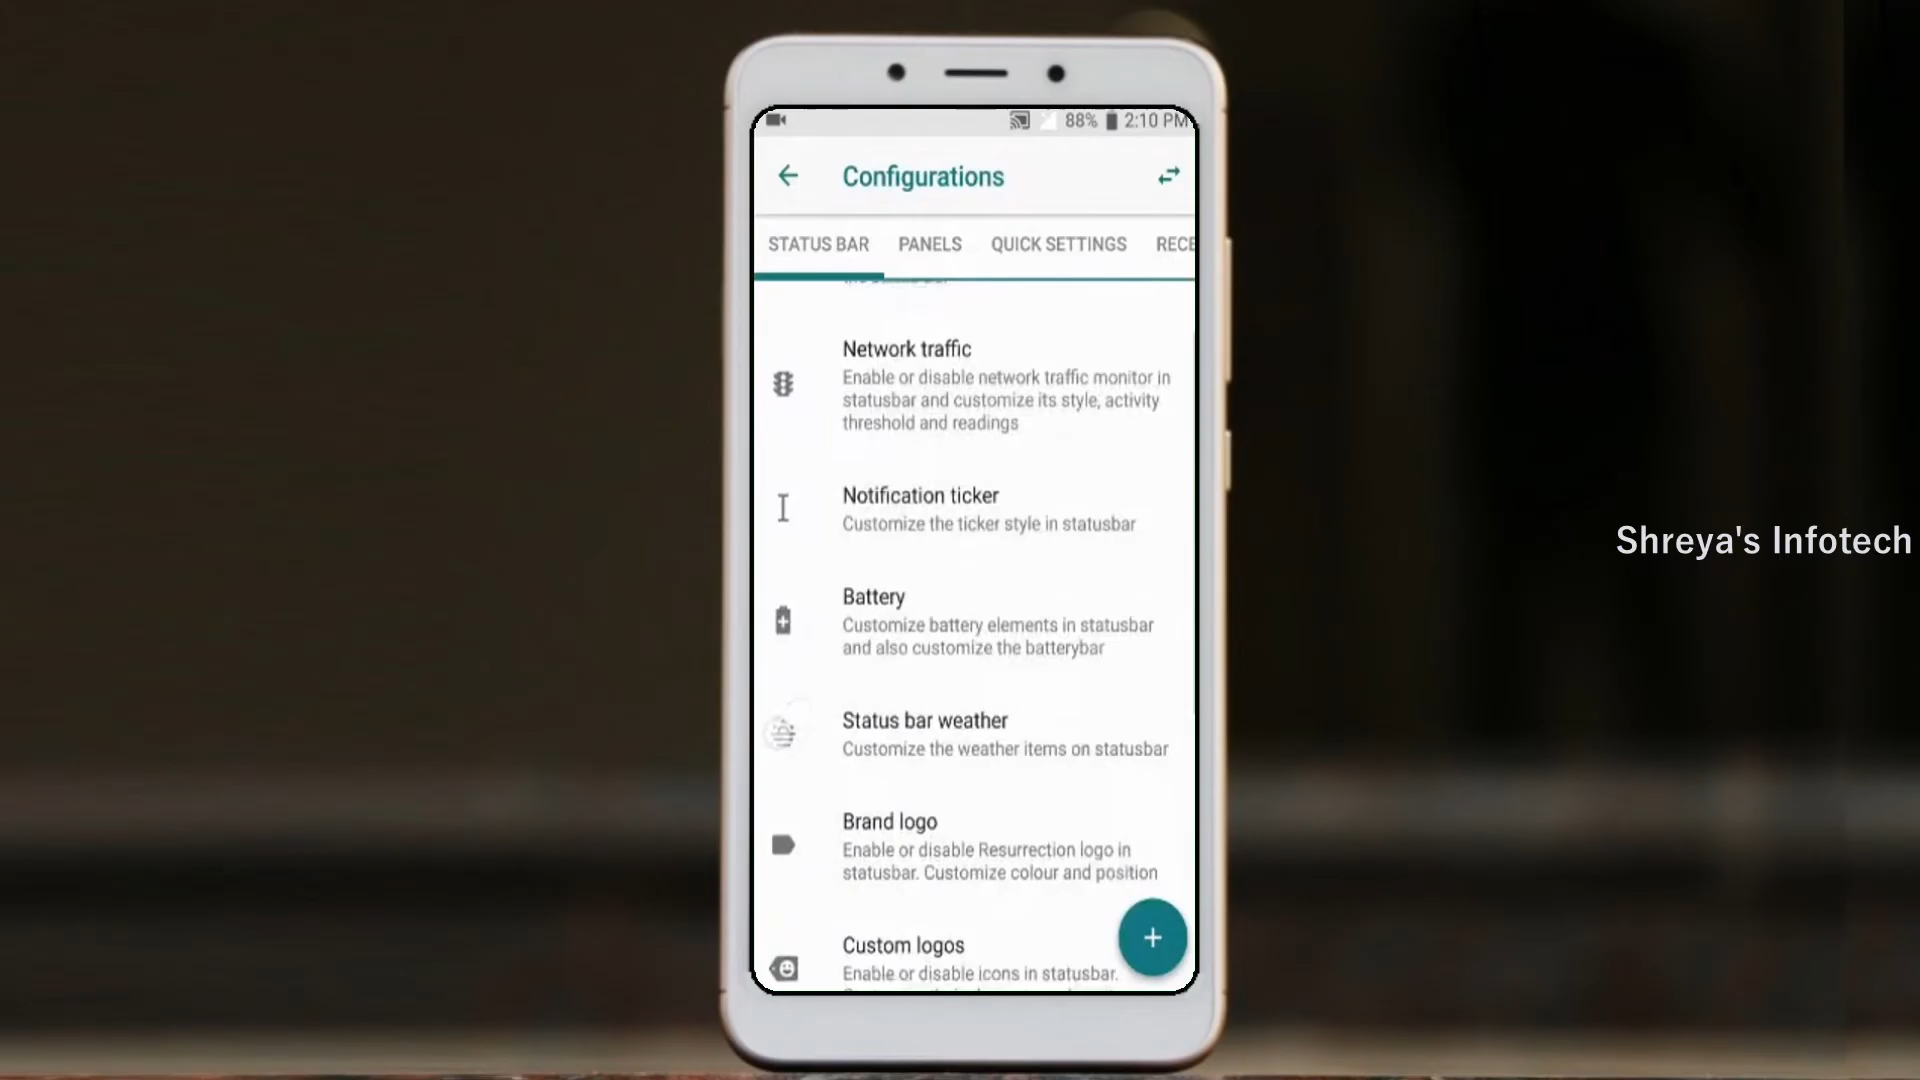 88% 2:10 PM
Configurations
STATUS BAR PANELS QUICK SETTINGS RECE
Network traffic
Enable or disable network traffic monitor in
statusbar and customize its style, activity
threshold and readings
Notification ticker
Customize the ticker style in statusbar
Shreya's Infotech
Battery
Customize battery elements in statusbar
and also customize the batterybar
Status bar weather
Customize the weather items on statusbar
Brand logo
Enable or disable Resurrection logo in
statusbar. Customize colour and position
+
Custom logos
Enable or disable icons in statusbar.